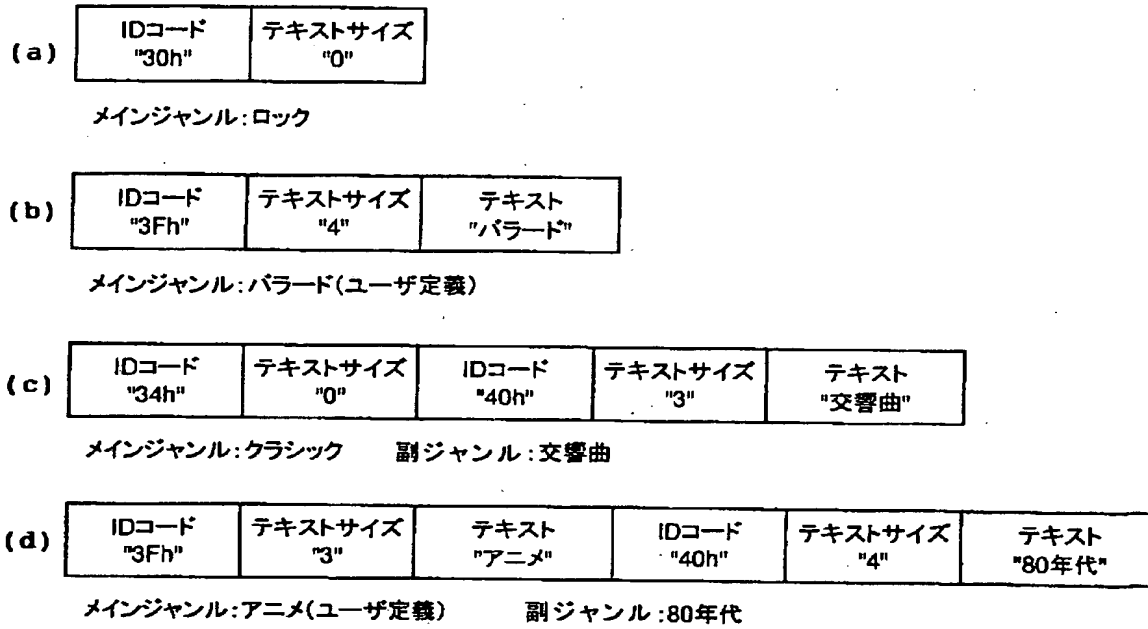 (a) IDコード テキストサイズ
"30h" "0"
メインジャンル:ロック
(b) IDコード テキストサイズ テキスト
"3Fh" "4" "バラード"
メインジャンル:バラード(ユーザ定義)
(c) IDコード テキストサイズ IDコード テキストサイズ テキスト
"34h" "0" "40h" "3" "交響曲"
メインジャンル:クラシック 副ジャンル:交響曲
(d) IDコード テキストサイズ テキスト IDコード テキストサイズ テキスト
"3Fh" "3" "アニメ" "40h" "4" "80年代"
メインジャンル:アニメ(ユーザ定義) 副ジャンル:80年代